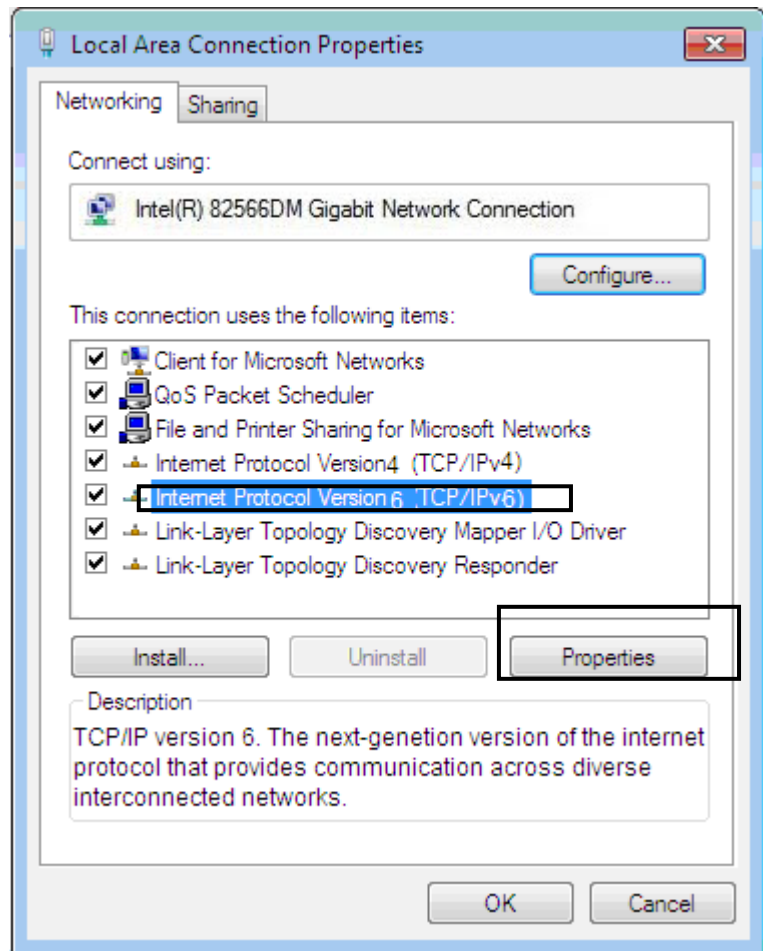 Local Area Connection Properties
Networking
Sharing
Connect using:
Intel(R) 82566DM Gigabit Network Connection
Configure...
This connection uses the following items:
Client for Microsoft Networks
QoS Packet Scheduler
File and Printer Sharing for Microsoft Networks
Internet Protocol Version4 (TCP/IPv4)
Internet Protocol Version 6 (TCP/IPv6)
Link-Layer Topology Discovery Mapper I/O Driver
Link-Layer Topology Discovery Responder
Install...
Uninstall
Properties
Description
TCP/IP version 6. The next-genetion version of the internet
protocol that provides communication across diverse
interconnected networks.
OK
Cancel